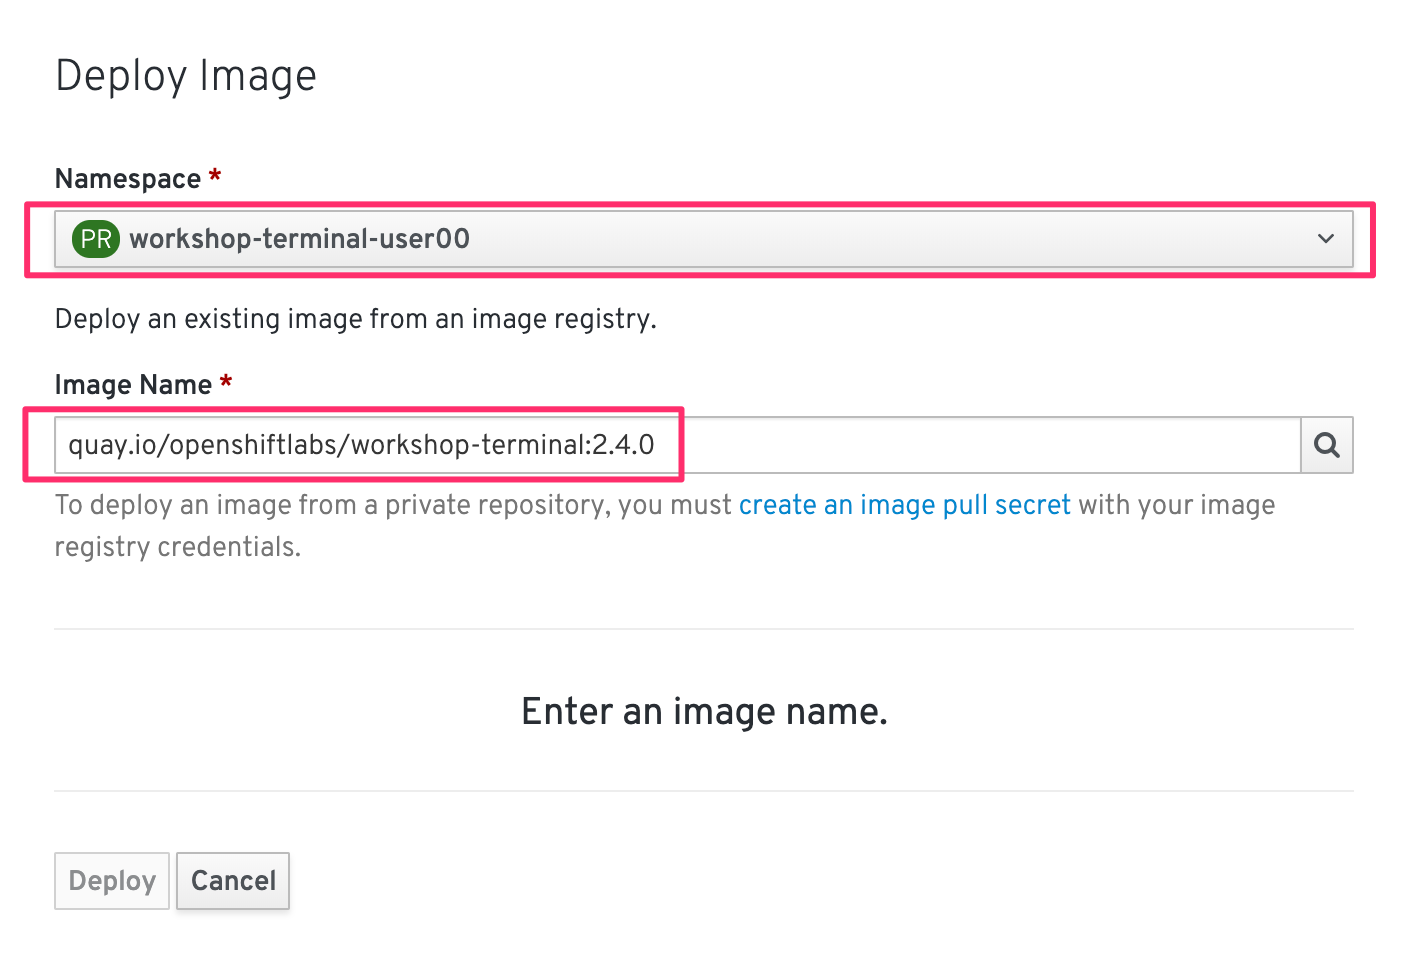 Deploy Image
Namespace *
PR workshop-terminal-user00
Deploy an existing image from an image registry.
Image Name *
quay.io/openshiftlabs/workshop-terminal:2.4.0
To deploy an image from a private repository, you must create an image pull secret with your image
registry credentials.
Enter an image name.
Deploy Cancel